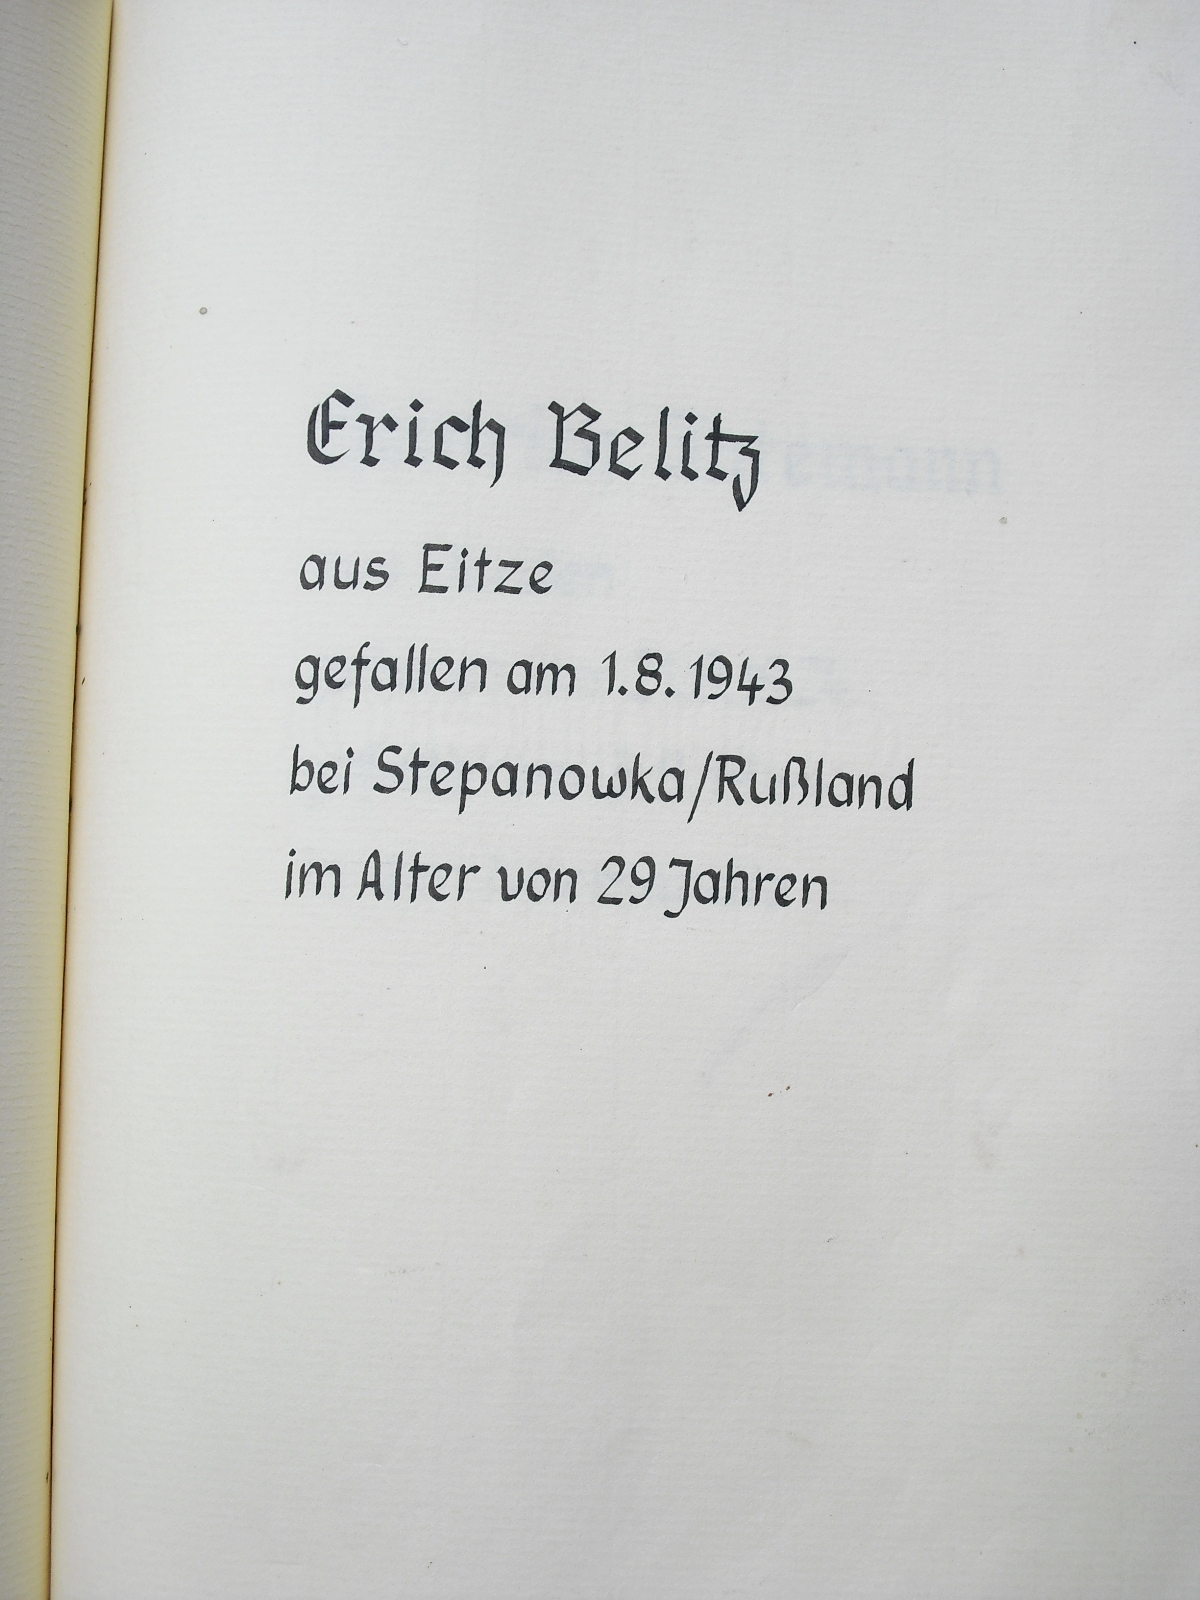 Erich Belitz
aus Eitze
gefallen am 1.8.1943
bei Stepanowka/Rußland
im Alter von 29 Jahren